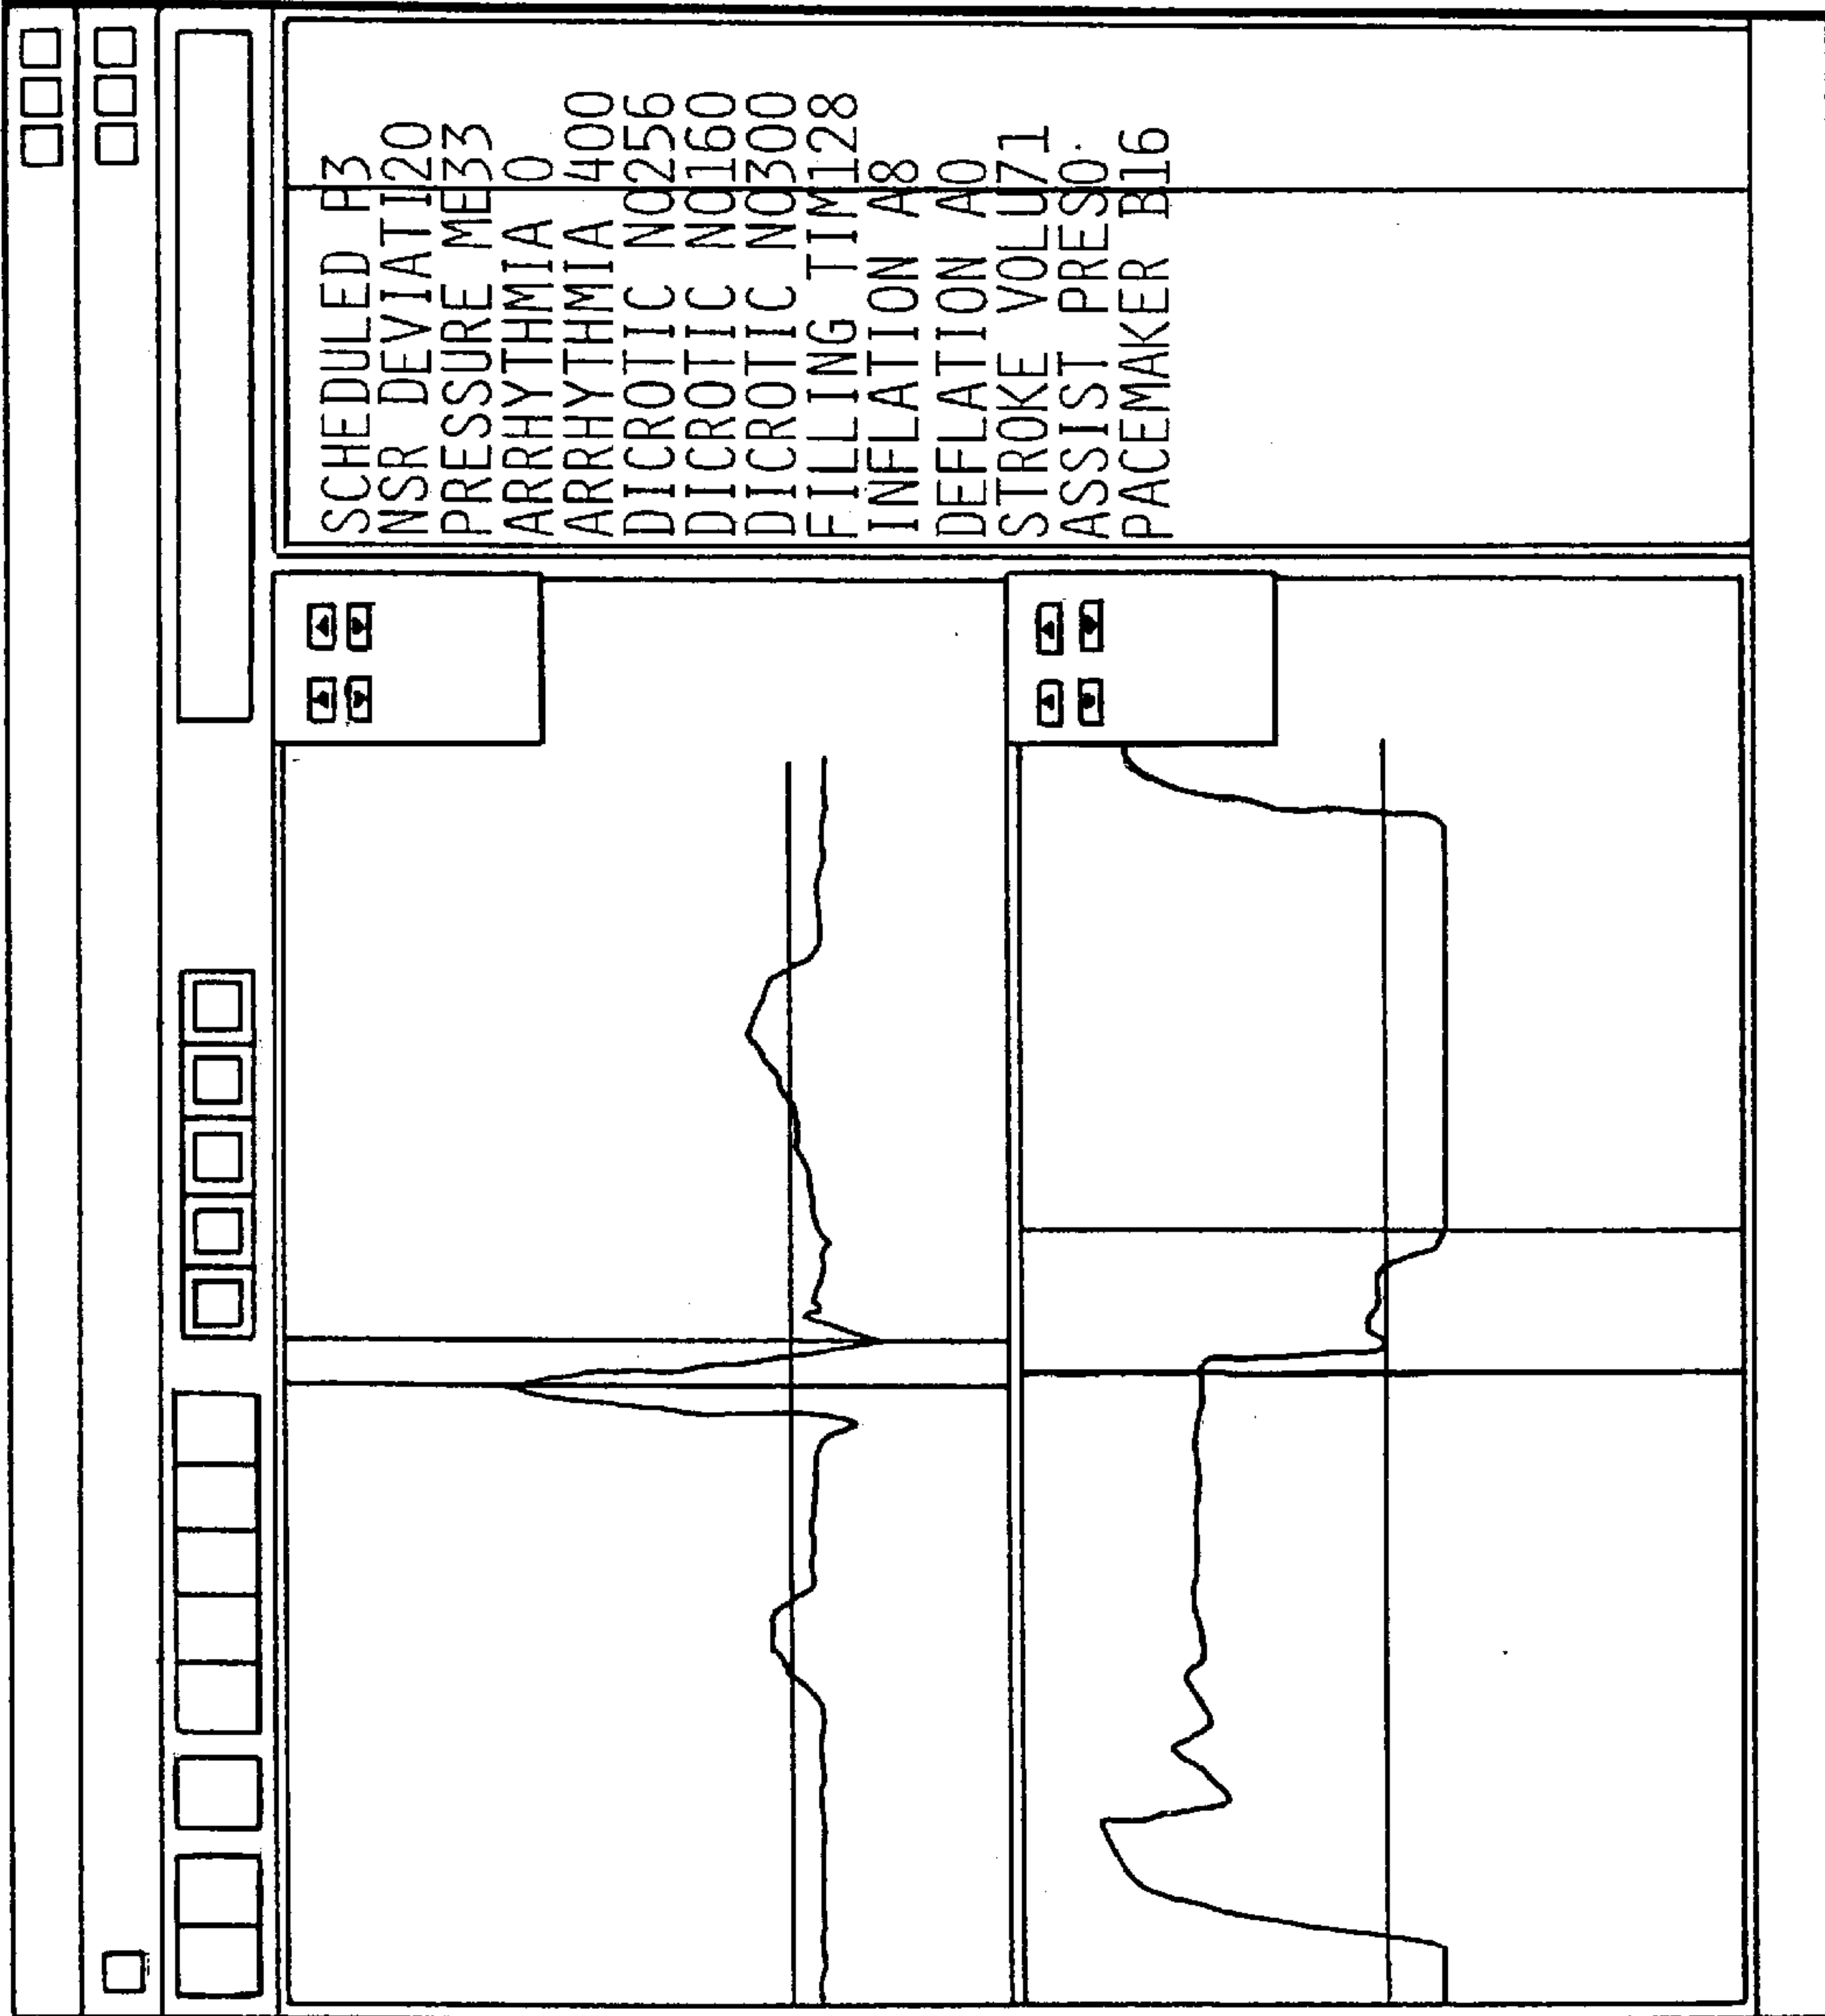 SCHEDULED P3
NSR DEVIATI20
PRESSURE ME33
ARRHYTHMIA 0
ARRHYTHMIA 400
DICROTIC NO256
DICROTIC NO160
DICROTIC NO300
FILLING TIM128
INFLATION A8
DEFLATION A0
STROKE VOLU71
ASSIST PRES0
PACEMAKER B16